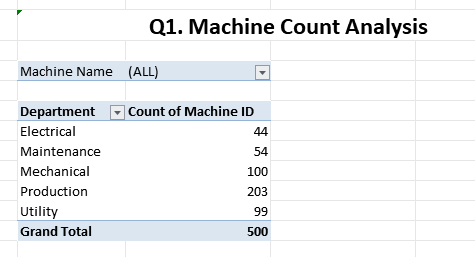 Q1. Machine Count Analysis
Machine Name (ALL)
Department Count of Machine ID
Electrical 44
Maintenance 54
Mechanical 100
Production 203
Utility 99
Grand Total 500